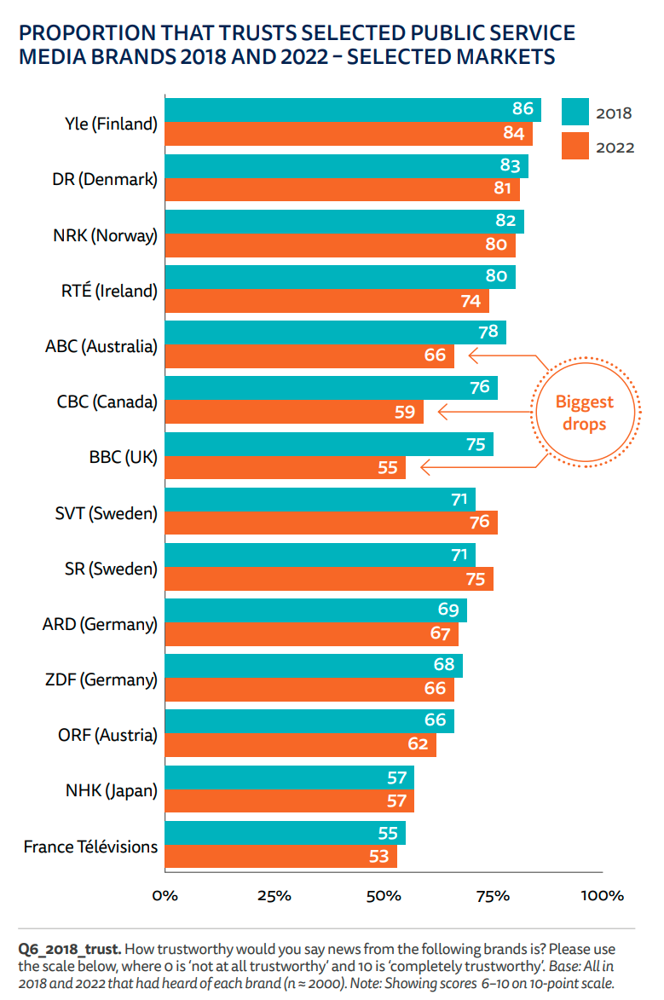 PROPORTION THAT TRUSTS SELECTED PUBLIC SERVICE
MEDIA BRANDS 2018 AND 2022 – SELECTED MARKETS
2018
2022
Yle (Finland)
86
84
DR (Denmark)
83
81
NRK (Norway)
82
80
RTÉ (Ireland)
80
74
ABC (Australia)
78
66
CBC (Canada)
76
59
Biggest
drops
BBC (UK)
75
55
SVT (Sweden)
71
76
SR (Sweden)
71
75
ARD (Germany)
69
67
ZDF (Germany)
68
66
ORF (Austria)
66
62
NHK (Japan)
57
57
France Télévisions
55
53
0% 25% 50% 75% 100%
Q6_2018_trust. How trustworthy would you say news from the following brands is? Please use
the scale below, where 0 is ‘not at all trustworthy’ and 10 is ‘completely trustworthy’. Base: All in
2018 and 2022 that had heard of each brand (n ≈ 2000). Note: Showing scores 6–10 on 10-point scale.